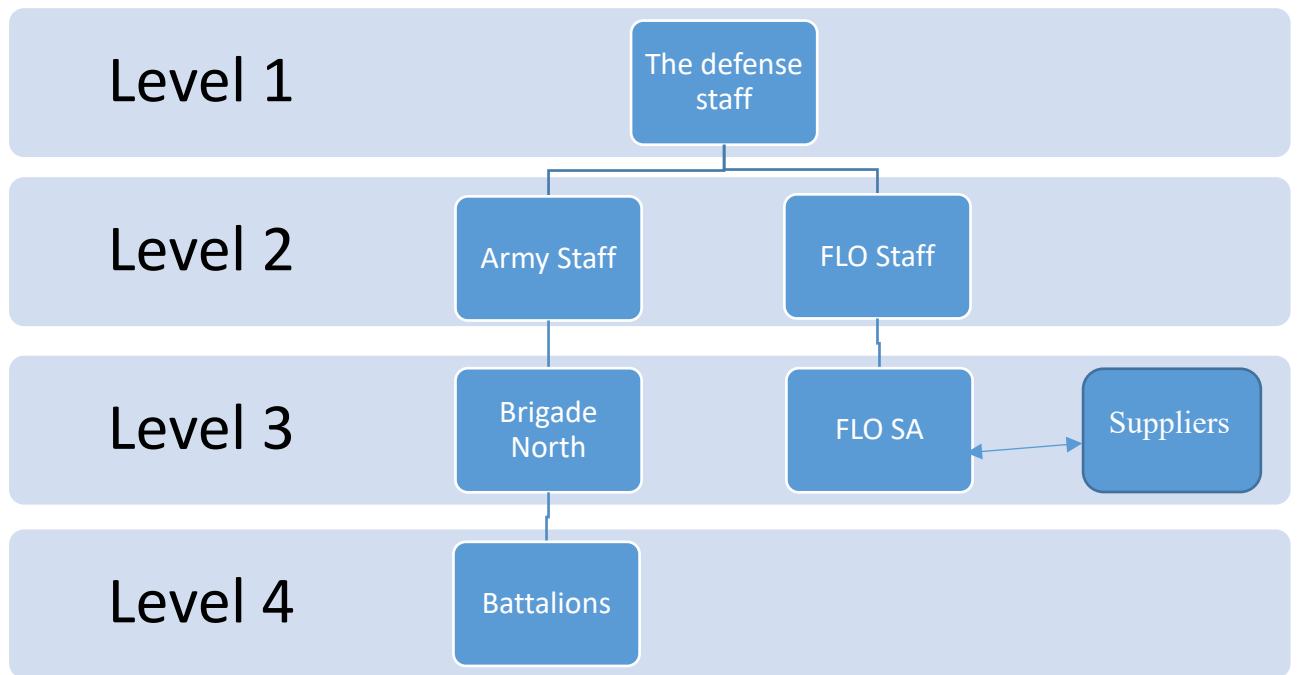 Level 1
The defense
staff
Level 2
Army Staff
FLO Staff
Level 3
Brigade
North
FLO SA
Suppliers
Level 4
Battalions